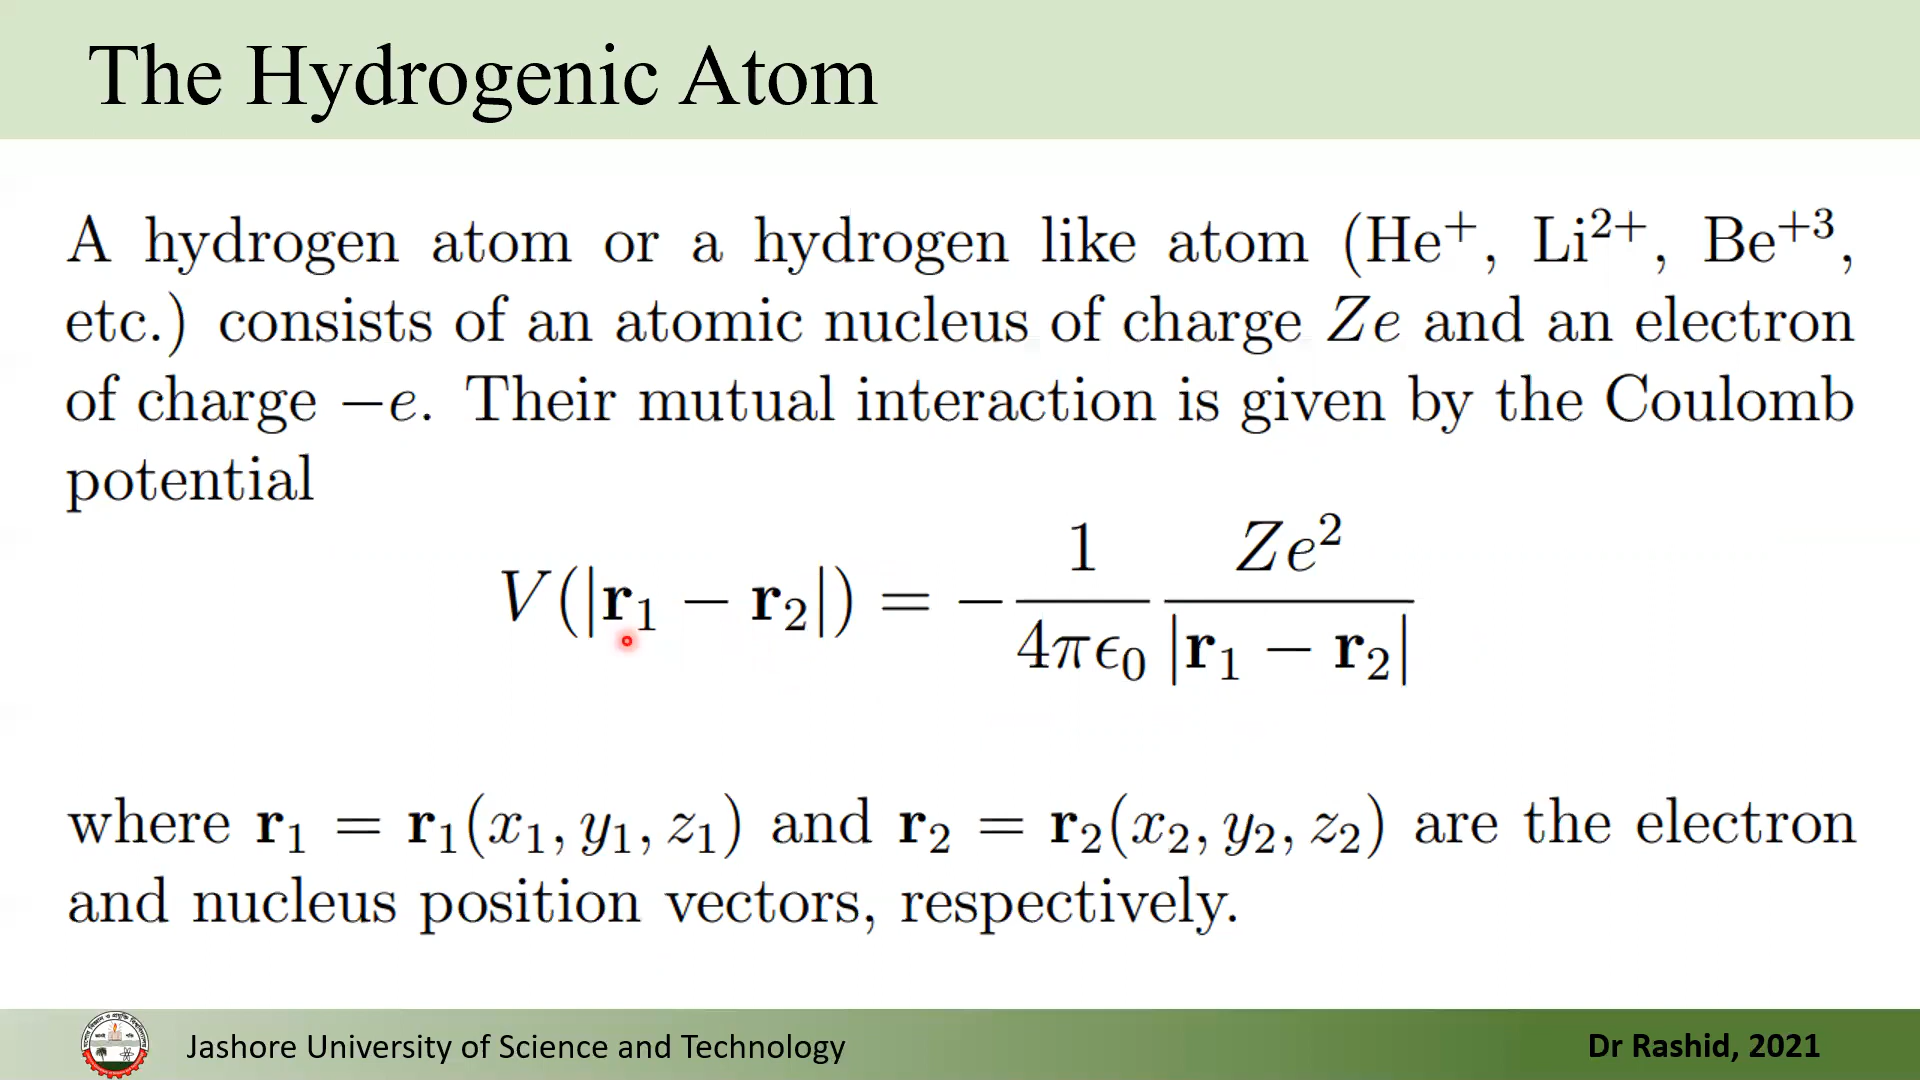 The Hydrogenic Atom
A hydrogen atom or a hydrogen like atom (He⁺, Li²⁺, Be⁺³,
etc.) consists of an atomic nucleus of charge Ze and an electron
of charge −e. Their mutual interaction is given by the Coulomb
potential
V(|r₁ − r₂|) = − 1/(4πϵ₀) Ze²/|r₁ − r₂|
where r₁ = r₁(x₁, y₁, z₁) and r₂ = r₂(x₂, y₂, z₂) are the electron
and nucleus position vectors, respectively.
Jashore University of Science and Technology
Dr Rashid, 2021